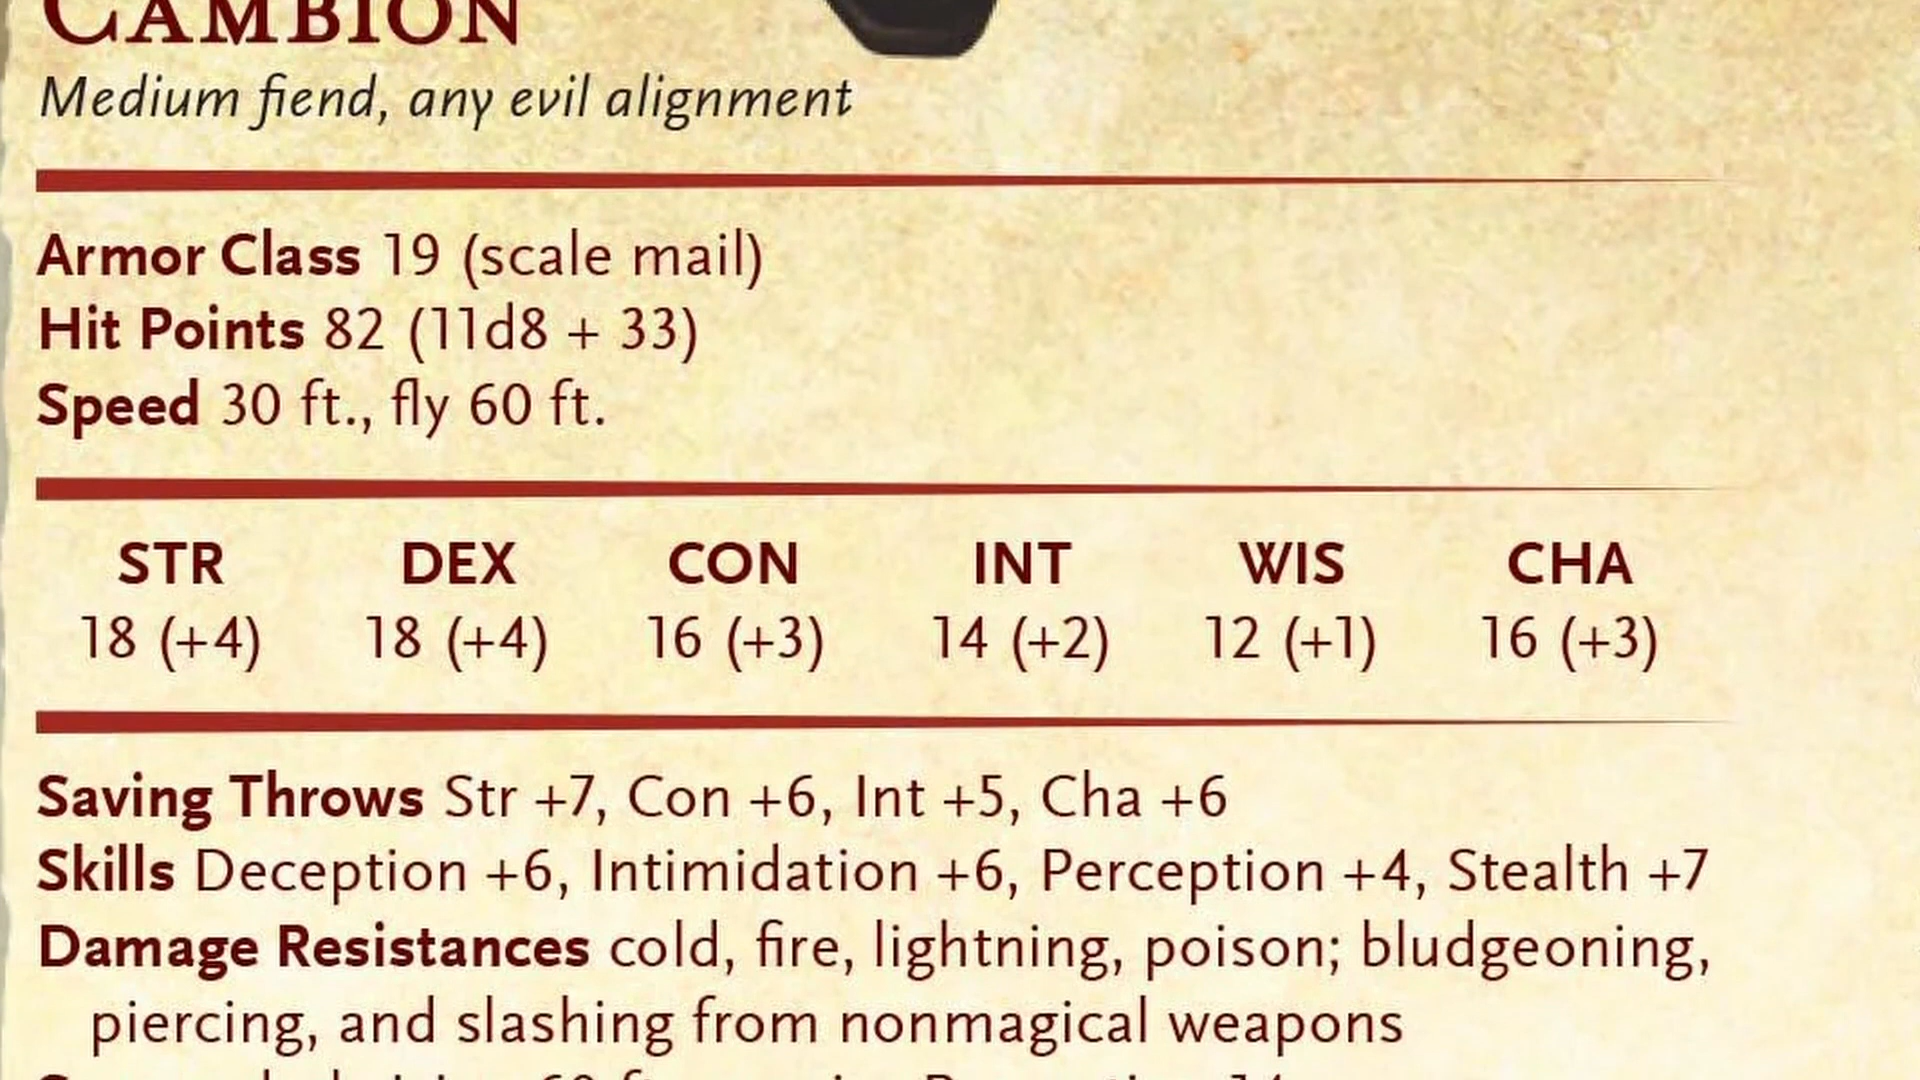 CAMBION
Medium fiend, any evil alignment
Armor Class 19 (scale mail)
Hit Points 82 (11d8 + 33)
Speed 30 ft., fly 60 ft.
STR DEX CON INT WIS CHA
18 (+4) 18 (+4) 16 (+3) 14 (+2) 12 (+1) 16 (+3)
Saving Throws Str +7, Con +6, Int +5, Cha +6
Skills Deception +6, Intimidation +6, Perception +4, Stealth +7
Damage Resistances cold, fire, lightning, poison; bludgeoning,
piercing, and slashing from nonmagical weapons